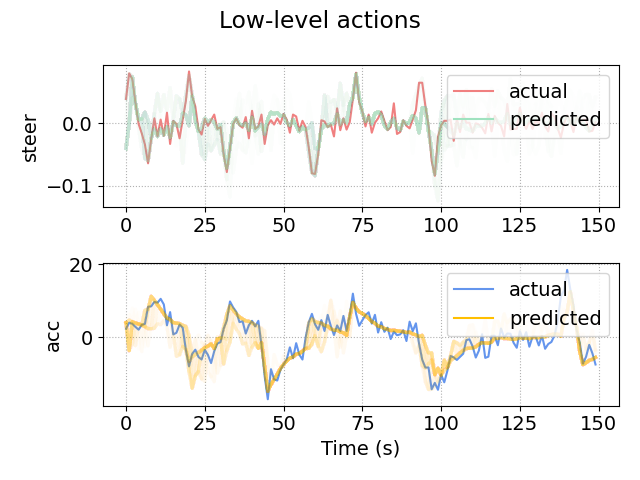 Low-level actions
steer
0.0
−0.1
actual
predicted
0 25 50 75 100 125 150
acc
20
0
actual
predicted
0 25 50 75 100 125 150
Time (s)